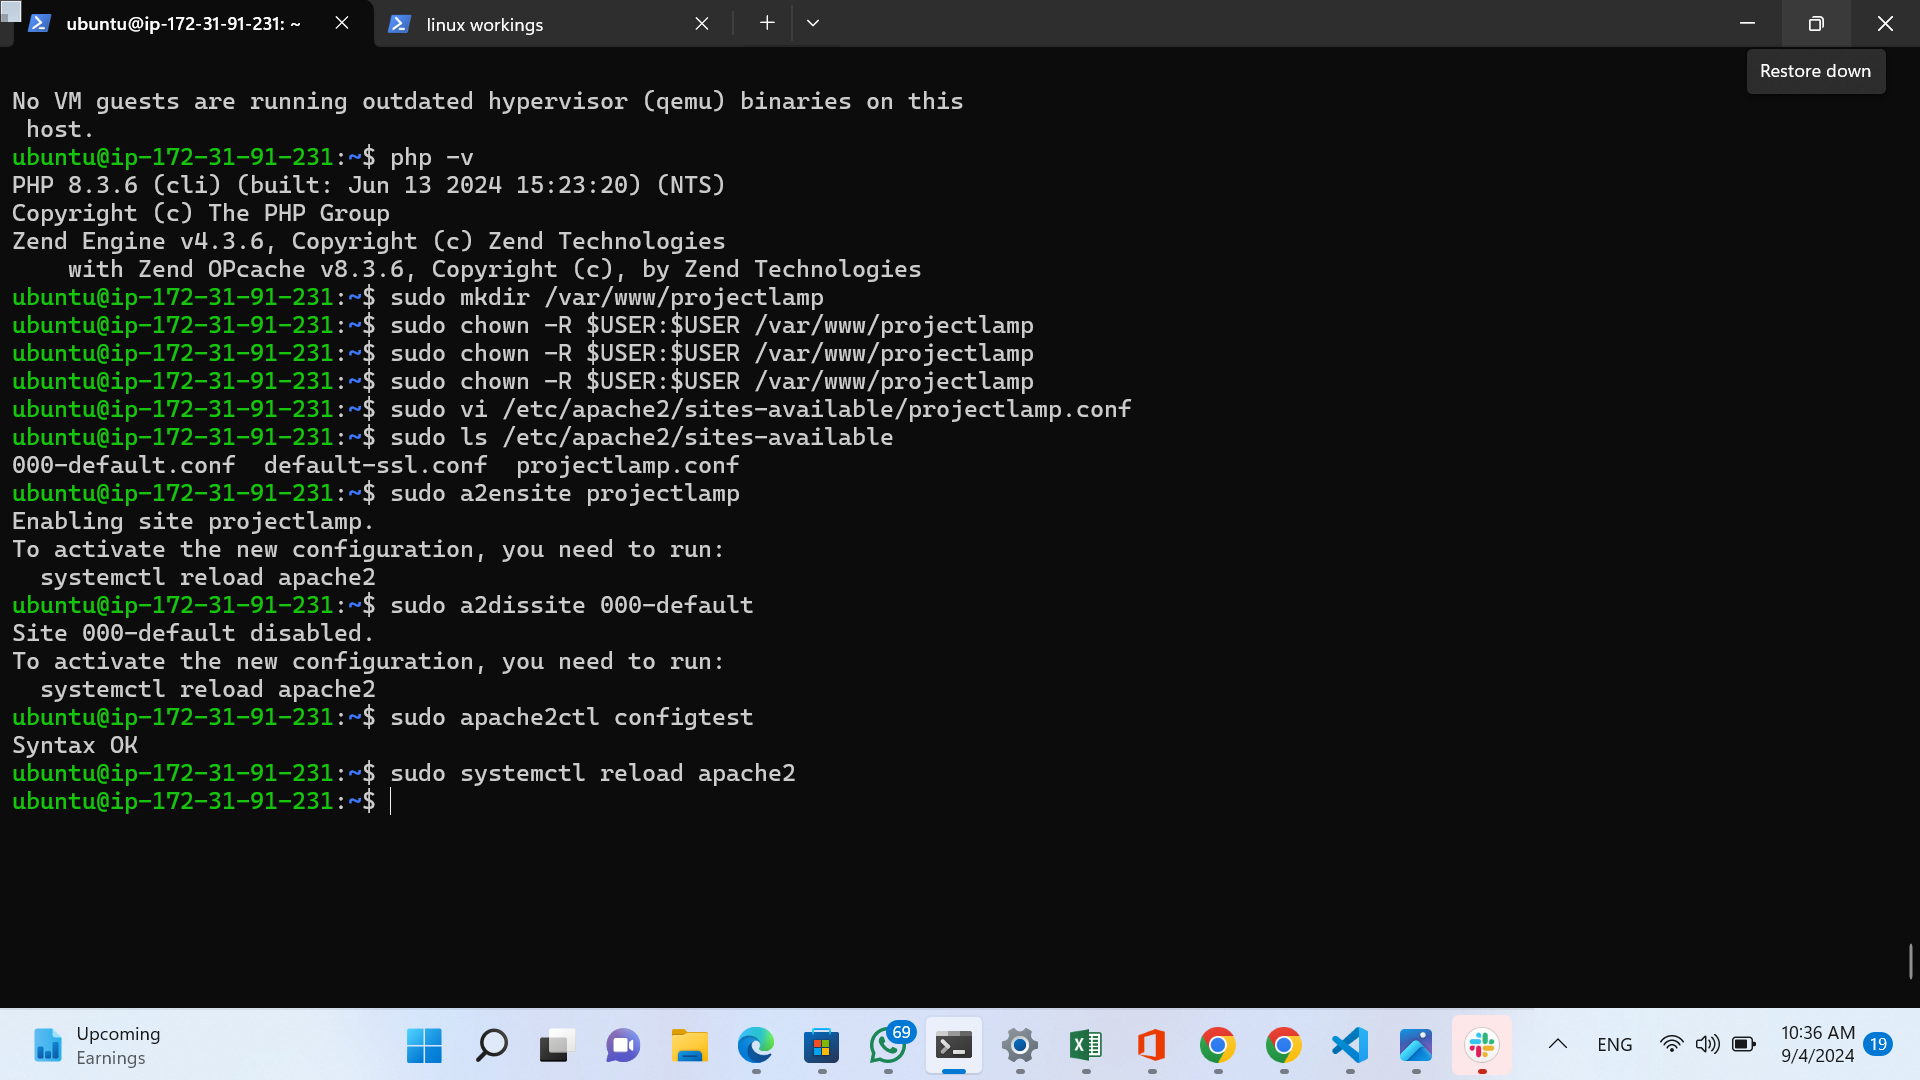 ubuntu@ip-172-31-91-231: ~
linux workings
Restore down
No VM guests are running outdated hypervisor (qemu) binaries on this
 host.
ubuntu@ip-172-31-91-231:~$ php -v
PHP 8.3.6 (cli) (built: Jun 13 2024 15:23:20) (NTS)
Copyright (c) The PHP Group
Zend Engine v4.3.6, Copyright (c) Zend Technologies
    with Zend OPcache v8.3.6, Copyright (c), by Zend Technologies
ubuntu@ip-172-31-91-231:~$ sudo mkdir /var/www/projectlamp
ubuntu@ip-172-31-91-231:~$ sudo chown -R $USER:$USER /var/www/projectlamp
ubuntu@ip-172-31-91-231:~$ sudo chown -R $USER:$USER /var/www/projectlamp
ubuntu@ip-172-31-91-231:~$ sudo chown -R $USER:$USER /var/www/projectlamp
ubuntu@ip-172-31-91-231:~$ sudo vi /etc/apache2/sites-available/projectlamp.conf
ubuntu@ip-172-31-91-231:~$ sudo ls /etc/apache2/sites-available
000-default.conf  default-ssl.conf  projectlamp.conf
ubuntu@ip-172-31-91-231:~$ sudo a2ensite projectlamp
Enabling site projectlamp.
To activate the new configuration, you need to run:
  systemctl reload apache2
ubuntu@ip-172-31-91-231:~$ sudo a2dissite 000-default
Site 000-default disabled.
To activate the new configuration, you need to run:
  systemctl reload apache2
ubuntu@ip-172-31-91-231:~$ sudo apache2ctl configtest
Syntax OK
ubuntu@ip-172-31-91-231:~$ sudo systemctl reload apache2
ubuntu@ip-172-31-91-231:~$
Upcoming
Earnings
69
ENG
10:36 AM
9/4/2024
19